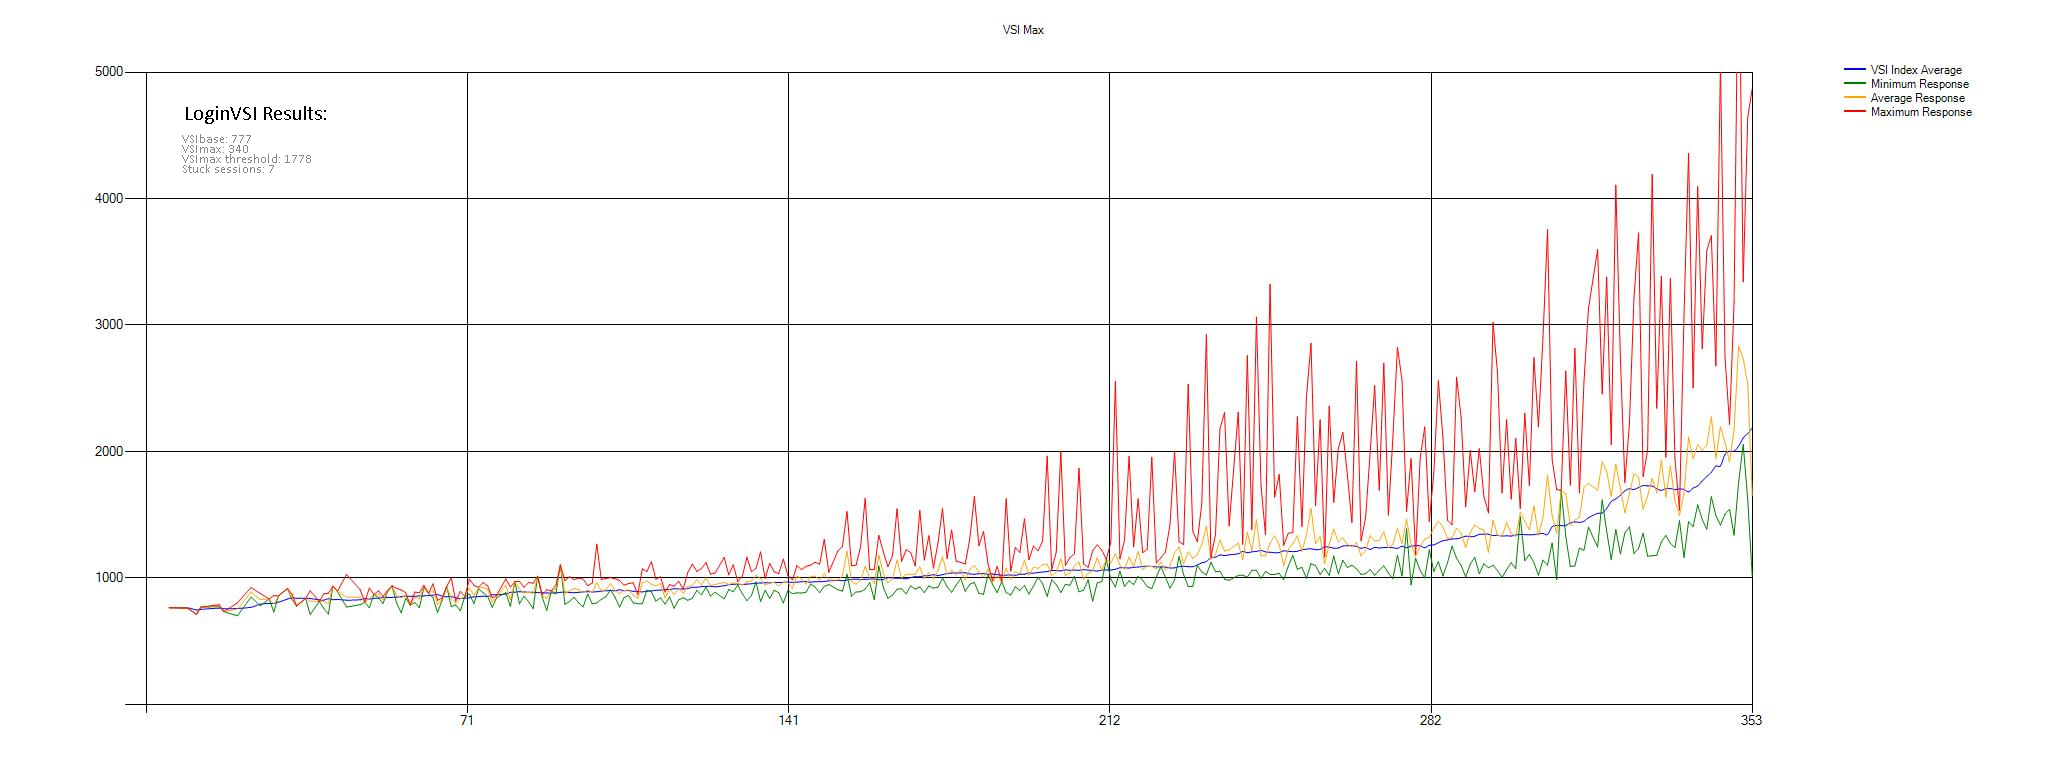 VSI Max
5000
4000
3000
2000
1000
LoginVSI Results:
VSIbase: 777
VSImax: 340
VSImax threshold: 1778
Stuck sessions: 7
VSI Index Average
Minimum Response
Average Response
Maximum Response
71
141
212
282
353